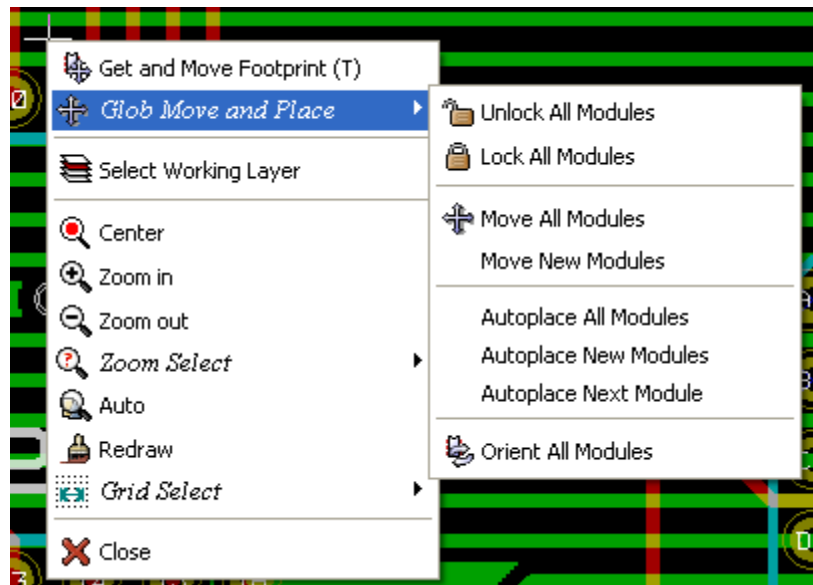 Get and Move Footprint (T)
Glob Move and Place
Select Working Layer
Center
Zoom in
Zoom out
Zoom Select
Auto
Redraw
Grid Select
Close
Unlock All Modules
Lock All Modules
Move All Modules
Move New Modules
Autoplace All Modules
Autoplace New Modules
Autoplace Next Module
Orient All Modules
D